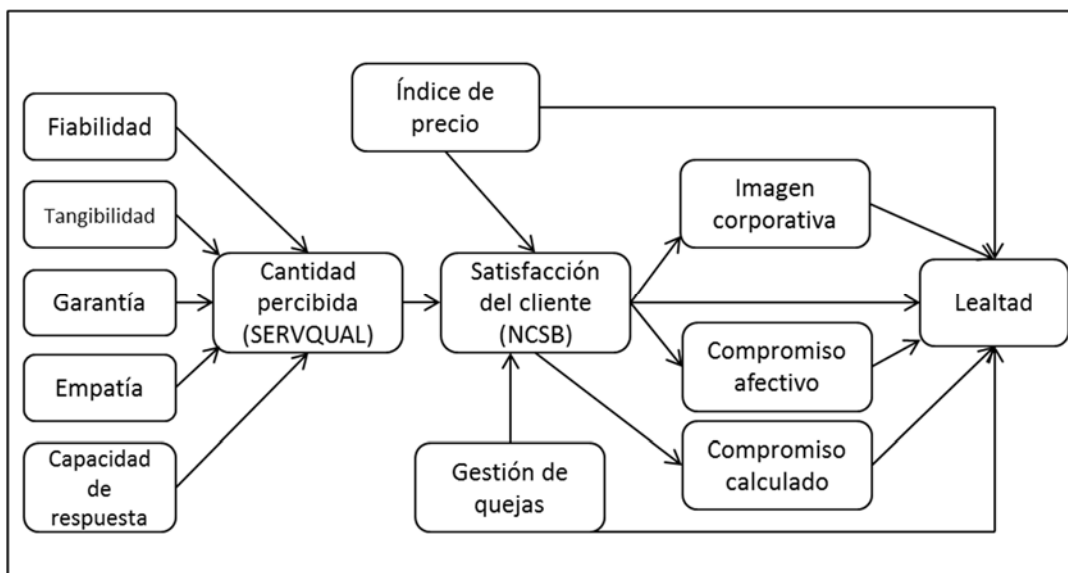 Fiabilidad
Tangibilidad
Garantía
Empatía
Capacidad
de
respuesta
Cantidad
percibida
(SERVQUAL)
Índice de
precio
Satisfacción
del cliente
(NCSB)
Gestión de
quejas
Imagen
corporativa
Compromiso
afectivo
Compromiso
calculado
Lealtad